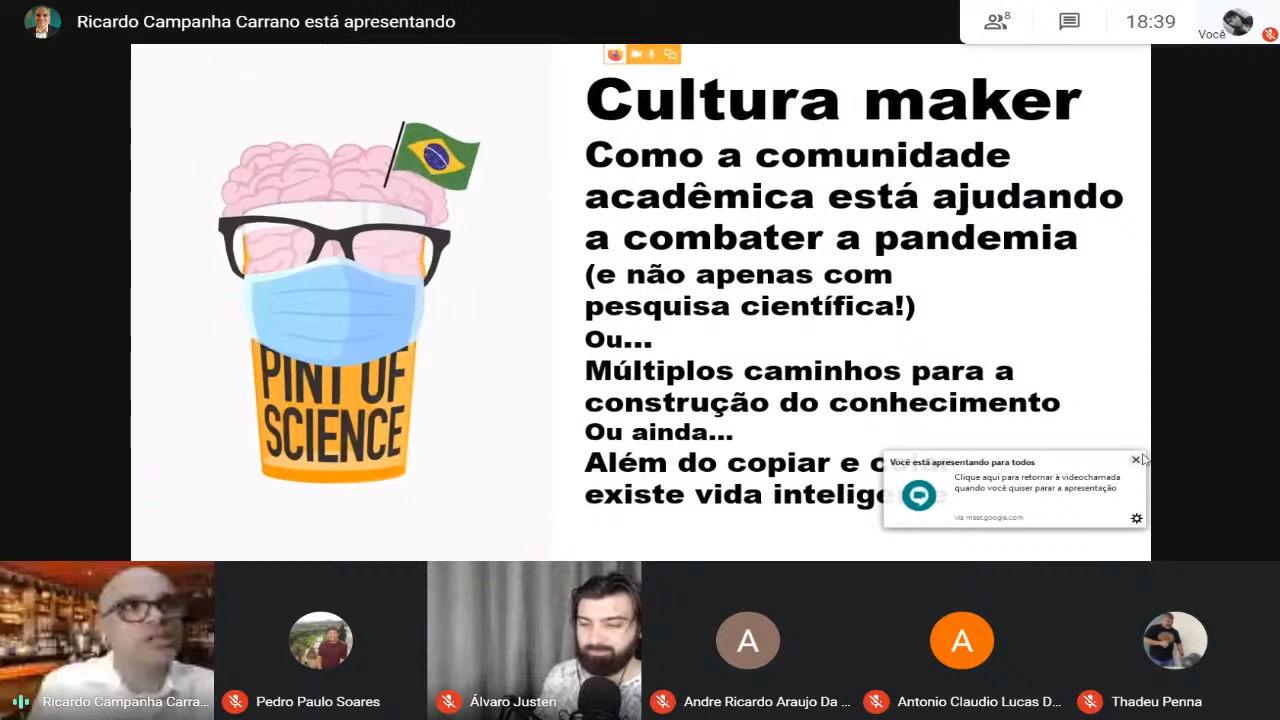 Ricardo Campanha Carrano está apresentando
8
18:39
Você
Cultura maker
Como a comunidade
acadêmica está ajudando
a combater a pandemia
(e não apenas com
pesquisa científica!)
Ou...
Múltiplos caminhos para a
construção do conhecimento
Ou ainda...
Além do copiar e
existe vida
PINT OF
SCIENCE
Você está apresentando para todos
Clique aqui para retornar à videochamada
quando você quiser parar a apresentação
via meet.google.com
Ricardo Campanha Carra...
Pedro Paulo Soares
Álvaro Justen
A
Andre Ricardo Araujo Da ...
A
Antonio Claudio Lucas D...
Thadeu Penna